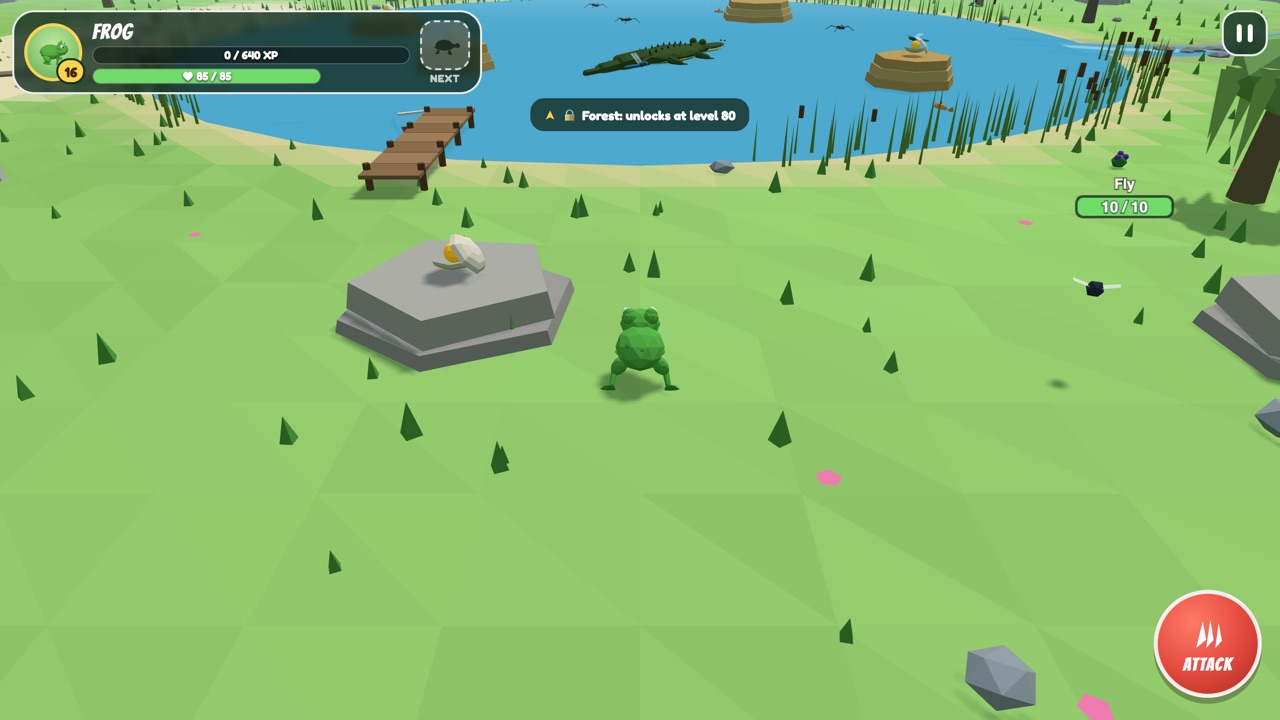 FROG
0 / 640 XP
16
85 / 85
NEXT
Forest: unlocks at level 80
Fly
10 / 10
ATTACK